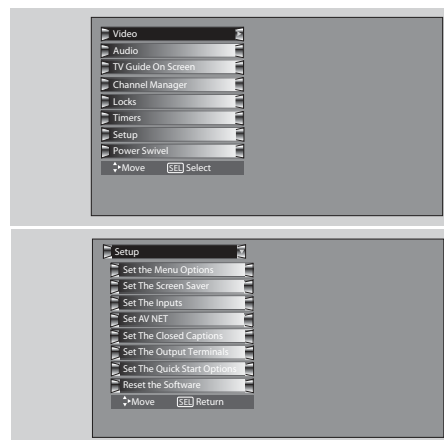 Video
Audio
TV Guide On Screen
Channel Manager
Locks
Timers
Setup
Power Swivel
Move SEL Select
Setup
Set the Menu Options
Set The Screen Saver
Set The Inputs
Set AV NET
Set The Closed Captions
Set The Output Terminals
Set The Quick Start Options
Reset the Software
Move SEL Return